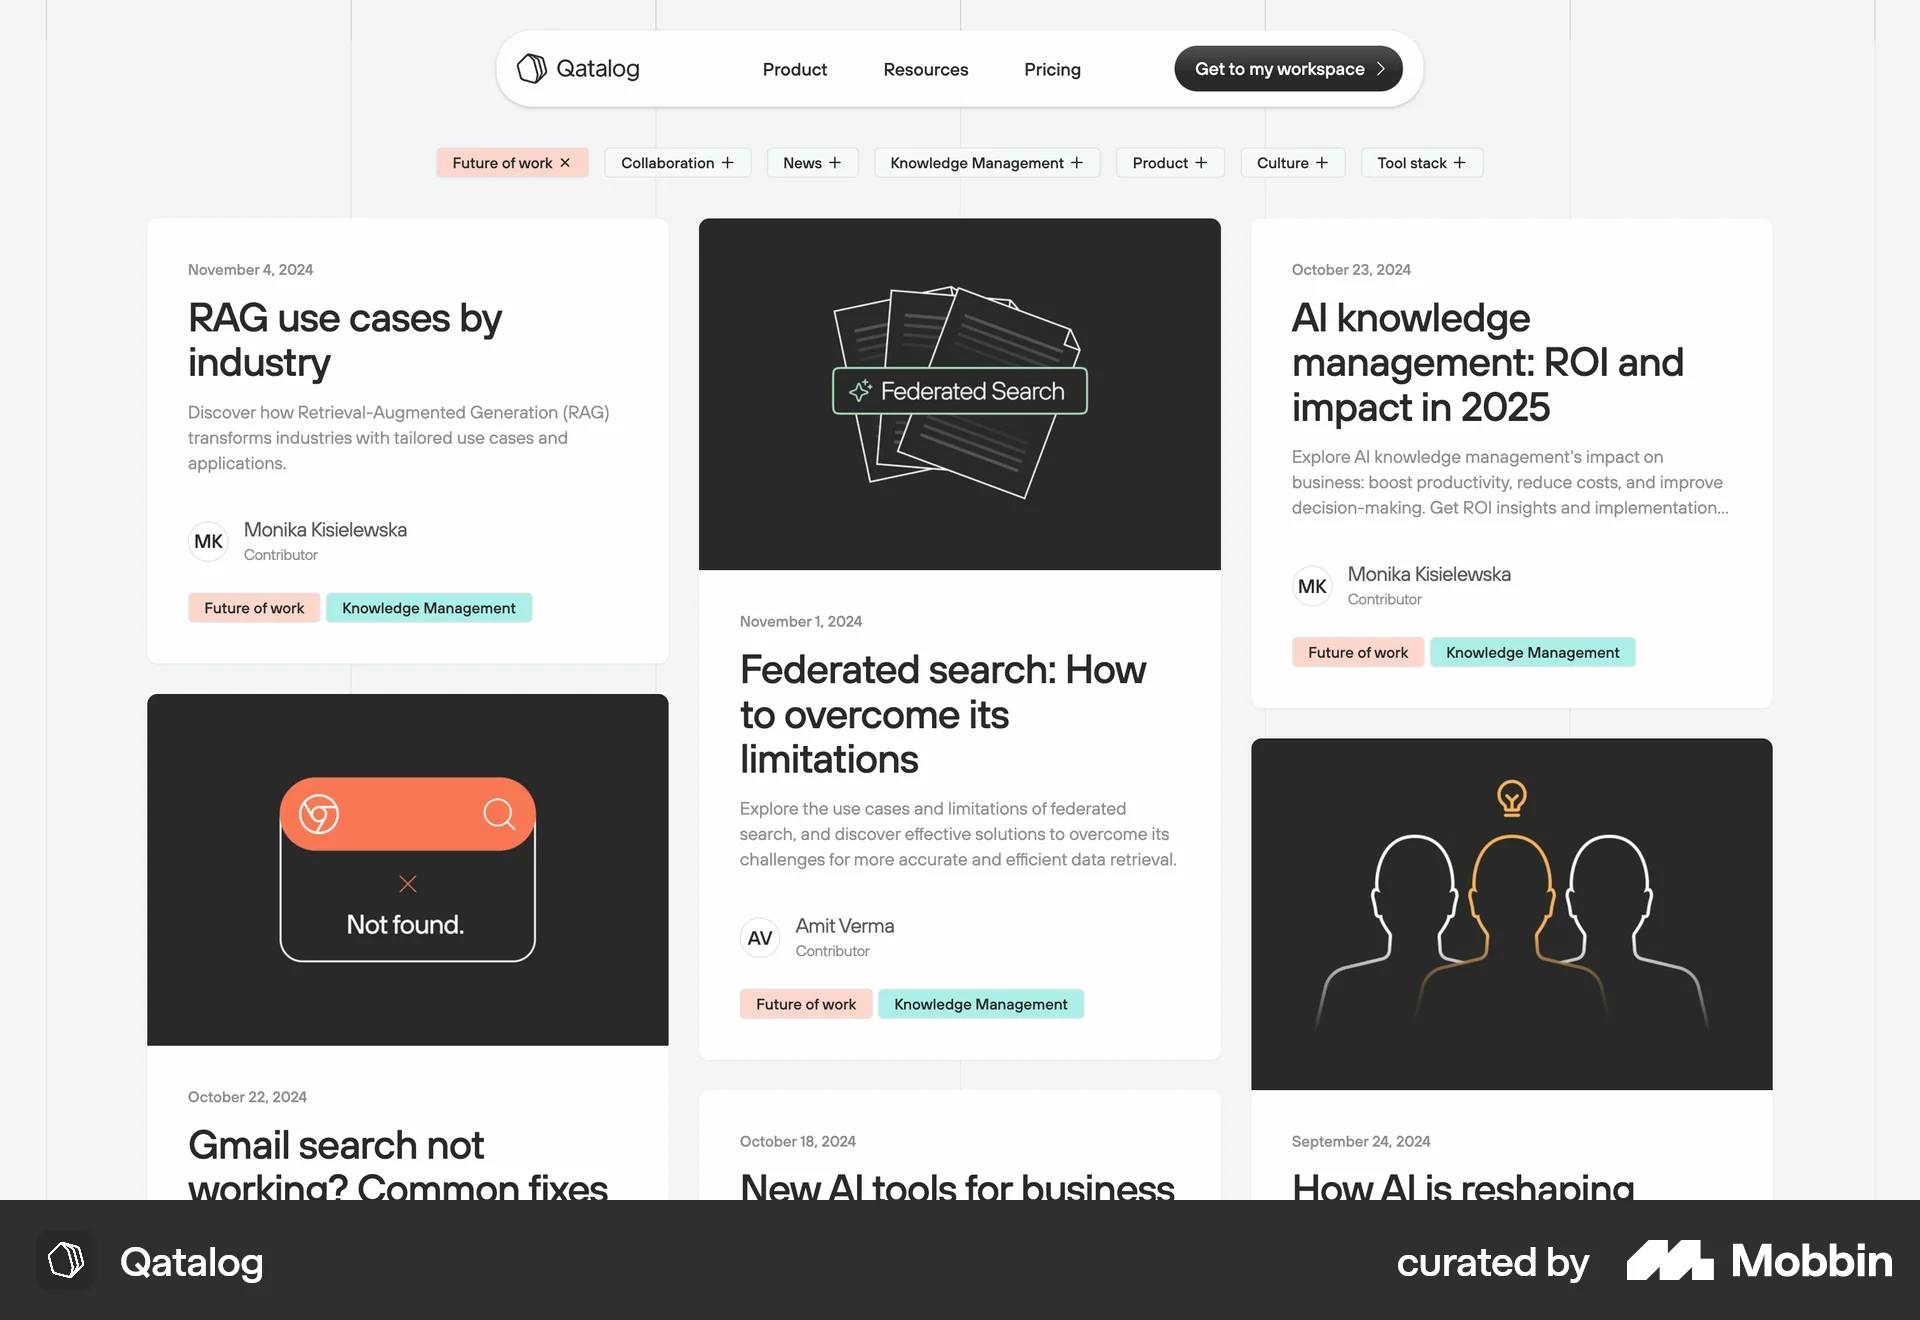 Qatalog
Product
Resources
Pricing
Get to my workspace
Future of work
Collaboration
News
Knowledge Management
Product
Culture
Tool stack
November 4, 2024
RAG use cases by
industry
Discover how Retrieval-Augmented Generation (RAG)
transforms industries with tailored use cases and
applications.
MK
Monika Kisielewska
Contributor
Future of work
Knowledge Management
Not found.
October 22, 2024
Gmail search not
working? Common fixes
Federated Search
November 1, 2024
Federated search: How
to overcome its
limitations
Explore the use cases and limitations of federated
search, and discover effective solutions to overcome its
challenges for more accurate and efficient data retrieval.
AV
Amit Verma
Contributor
Future of work
Knowledge Management
October 18, 2024
New AI tools for business
October 23, 2024
AI knowledge
management: ROI and
impact in 2025
Explore AI knowledge management's impact on
business: boost productivity, reduce costs, and improve
decision-making. Get ROI insights and implementation...
MK
Monika Kisielewska
Contributor
Future of work
Knowledge Management
September 24, 2024
How AI is reshaping
Qatalog
curated by
Mobbin